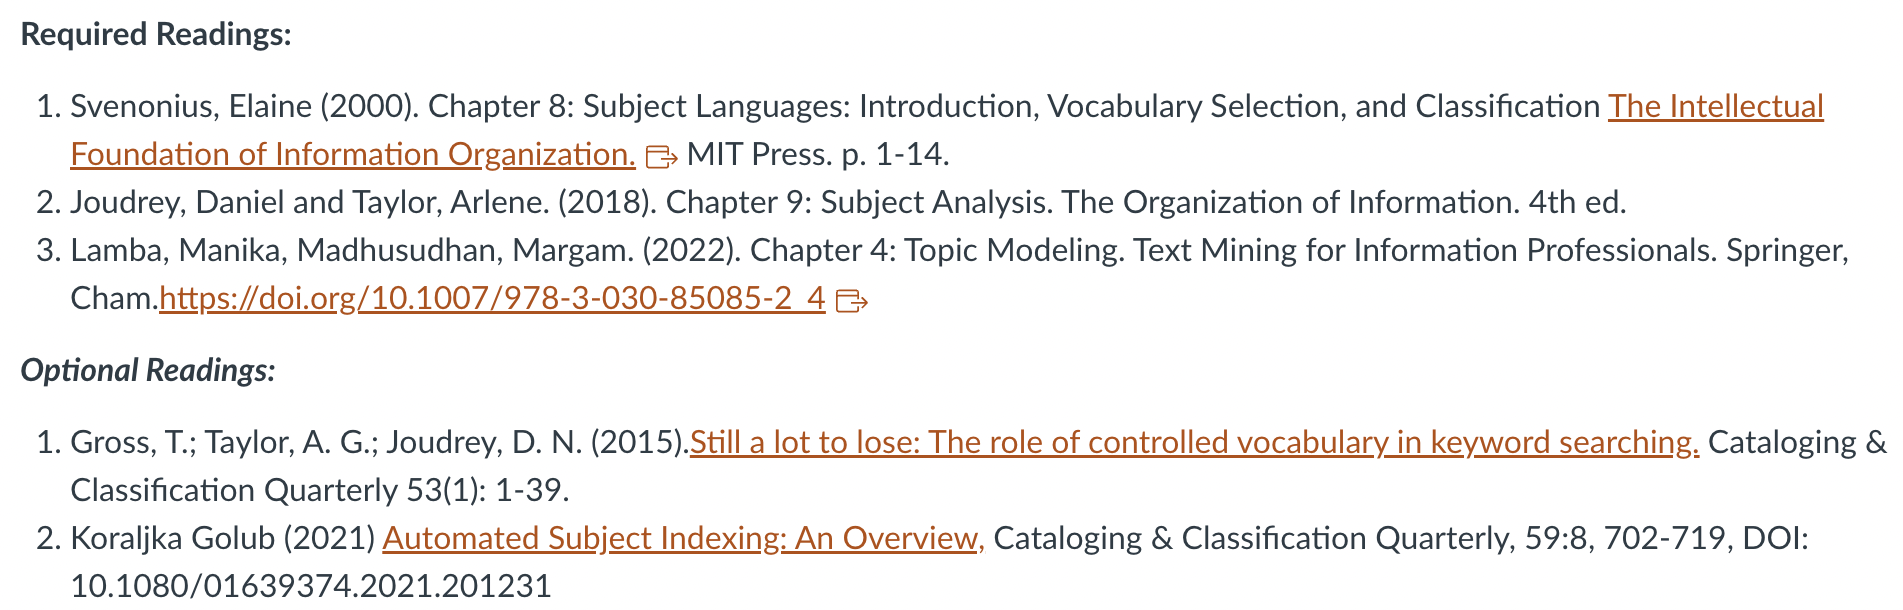 Required Readings:
1. Svenonius, Elaine (2000). Chapter 8: Subject Languages: Introduction, Vocabulary Selection, and Classification The Intellectual
Foundation of Information Organization. MIT Press. p. 1-14.
2. Joudrey, Daniel and Taylor, Arlene. (2018). Chapter 9: Subject Analysis. The Organization of Information. 4th ed.
3. Lamba, Manika, Madhusudhan, Margam. (2022). Chapter 4: Topic Modeling. Text Mining for Information Professionals. Springer,
Cham.https://doi.org/10.1007/978-3-030-85085-2_4
Optional Readings:
1. Gross, T.; Taylor, A. G.; Joudrey, D. N. (2015).Still a lot to lose: The role of controlled vocabulary in keyword searching. Cataloging &
Classification Quarterly 53(1): 1-39.
2. Koraljka Golub (2021) Automated Subject Indexing: An Overview, Cataloging & Classification Quarterly, 59:8, 702-719, DOI:
10.1080/01639374.2021.201231